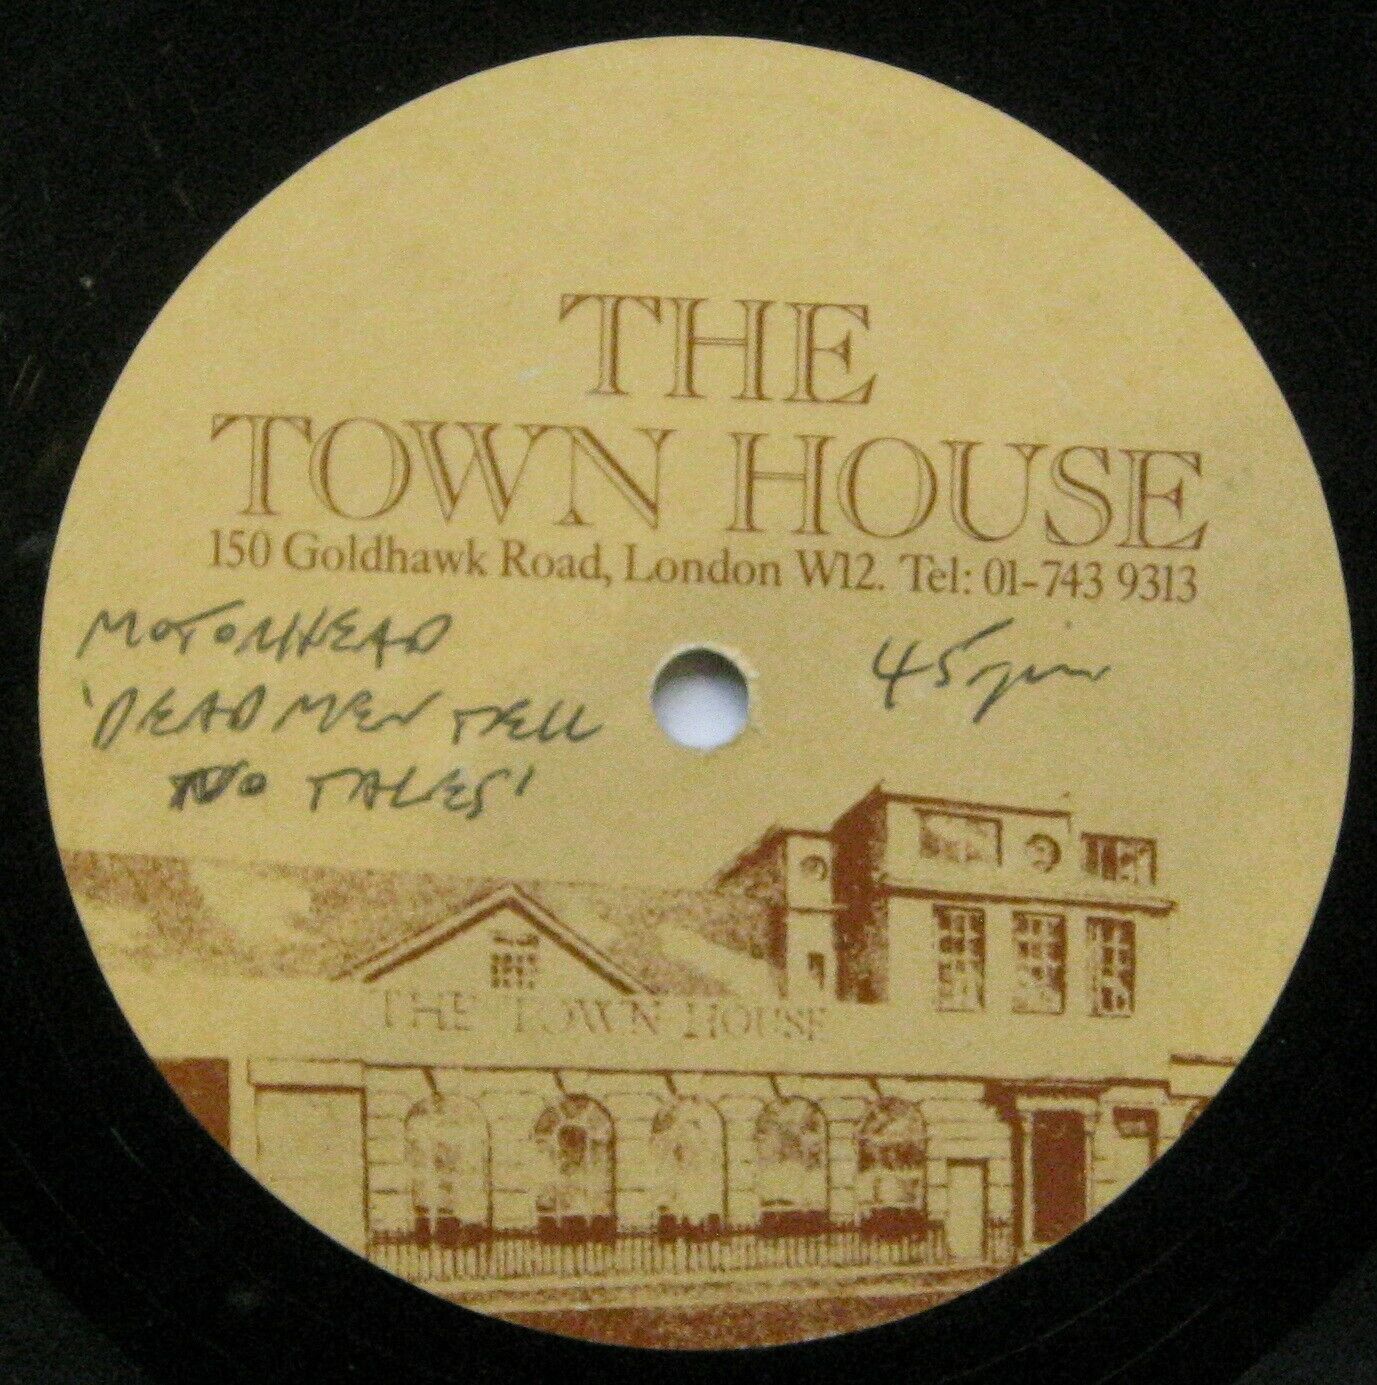 THE
TOWN HOUSE
150 Goldhawk Road, London W12. Tel: 01-743 9313
MOTORHEAD
'DEAD MEN TELL
NO TALES'
45rpm
THE TOWN HOUSE